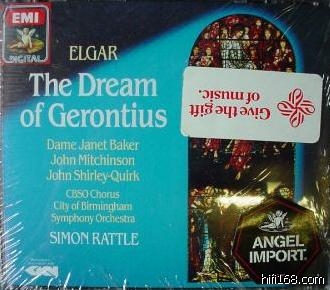 EMI
DIGITAL
ELGAR
The Dream
of Gerontius
Give the gift
of music.
Dame Janet Baker
John Mitchinson
John Shirley-Quirk
CBSO Chorus
City of Birmingham
Symphony Orchestra
SIMON RATTLE
ANGEL
IMPORT
hifi168.com